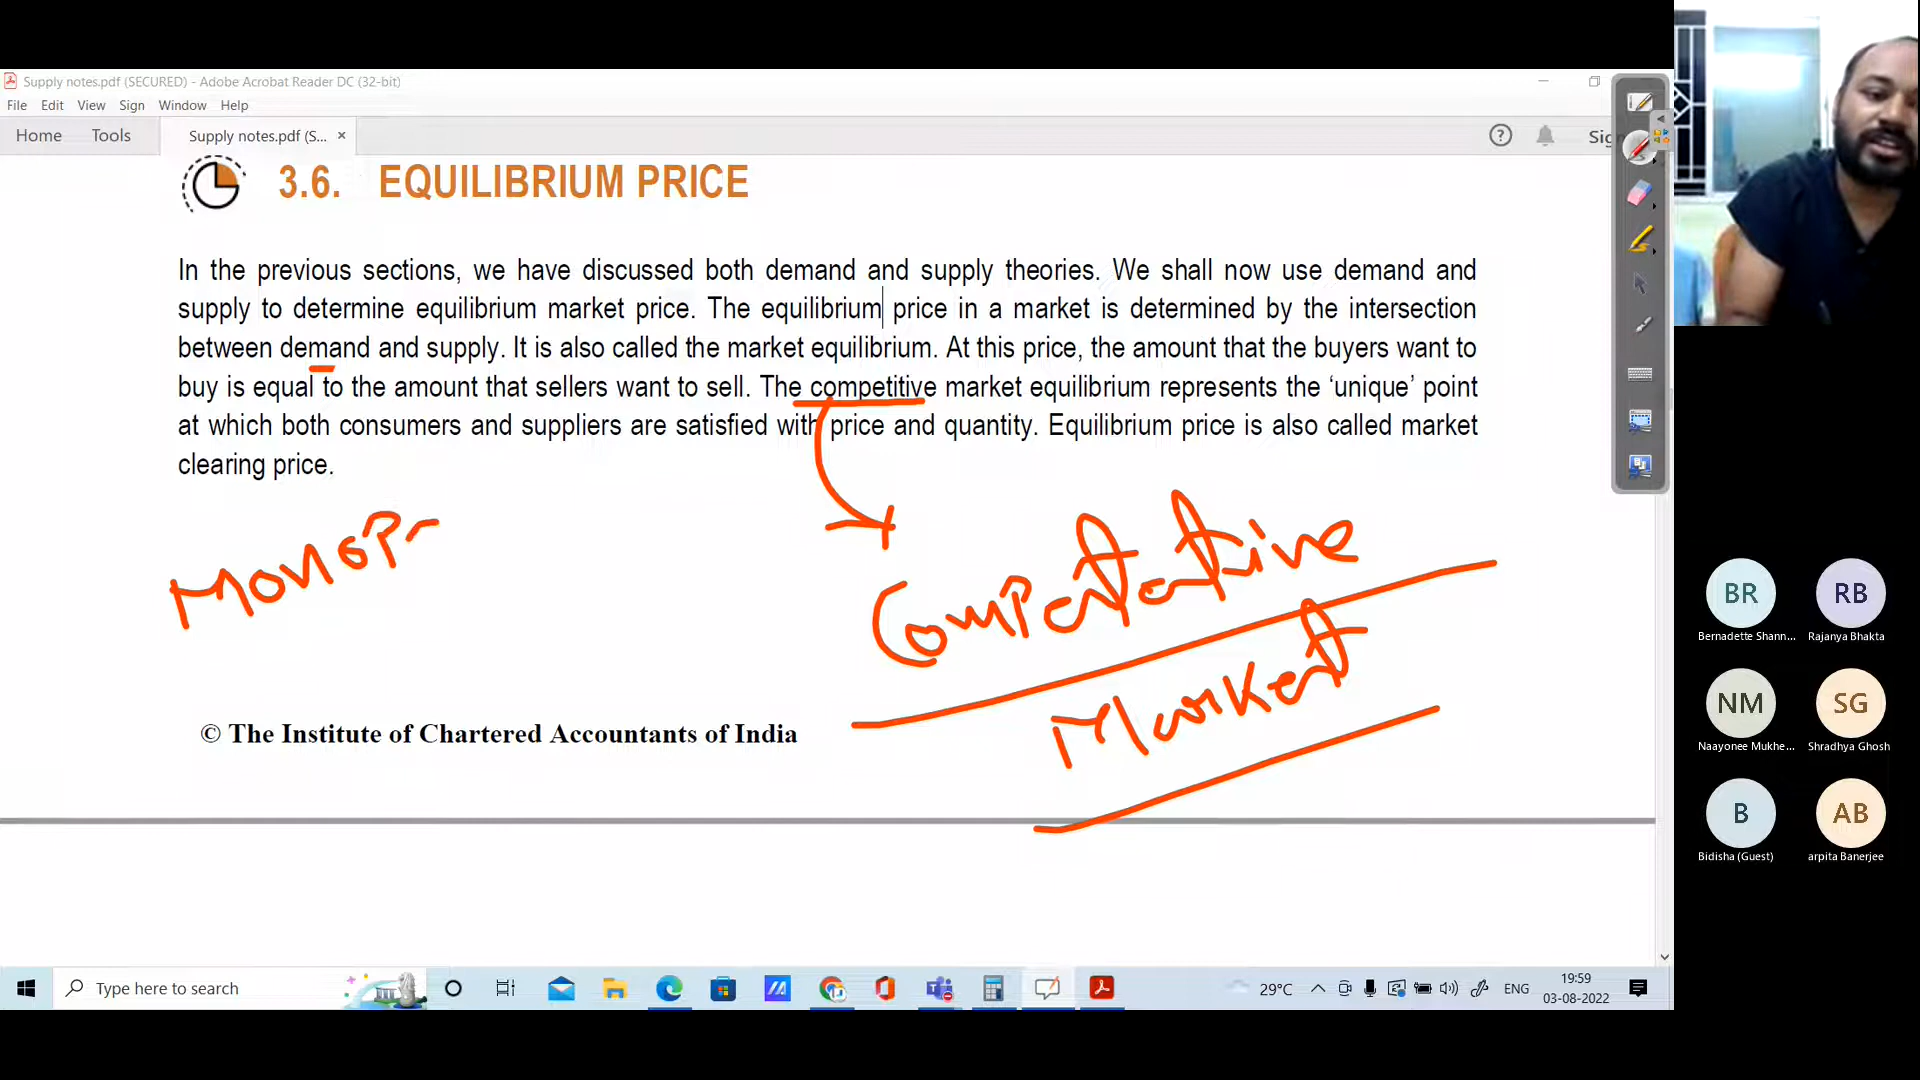 Supply notes.pdf (SECURED) - Adobe Acrobat Reader DC (32-bit)
File Edit View Sign Window Help
Home Tools Supply notes.pdf (S... × Sig
3.6. EQUILIBRIUM PRICE
In the previous sections, we have discussed both demand and supply theories. We shall now use demand and
supply to determine equilibrium market price. The equilibrium price in a market is determined by the intersection
between demand and supply. It is also called the market equilibrium. At this price, the amount that the buyers want to
buy is equal to the amount that sellers want to sell. The competitive market equilibrium represents the ‘unique’ point
at which both consumers and suppliers are satisfied with price and quantity. Equilibrium price is also called market
clearing price.
Monop
Competative
Market
© The Institute of Chartered Accountants of India
BR RB
Bernadette Shann... Rajanya Bhakta
NM SG
Naayonee Mukhe... Shradhya Ghosh
B AB
Bidisha (Guest) arpita Banerjee
Type here to search
29°C ENG 19:59
03-08-2022